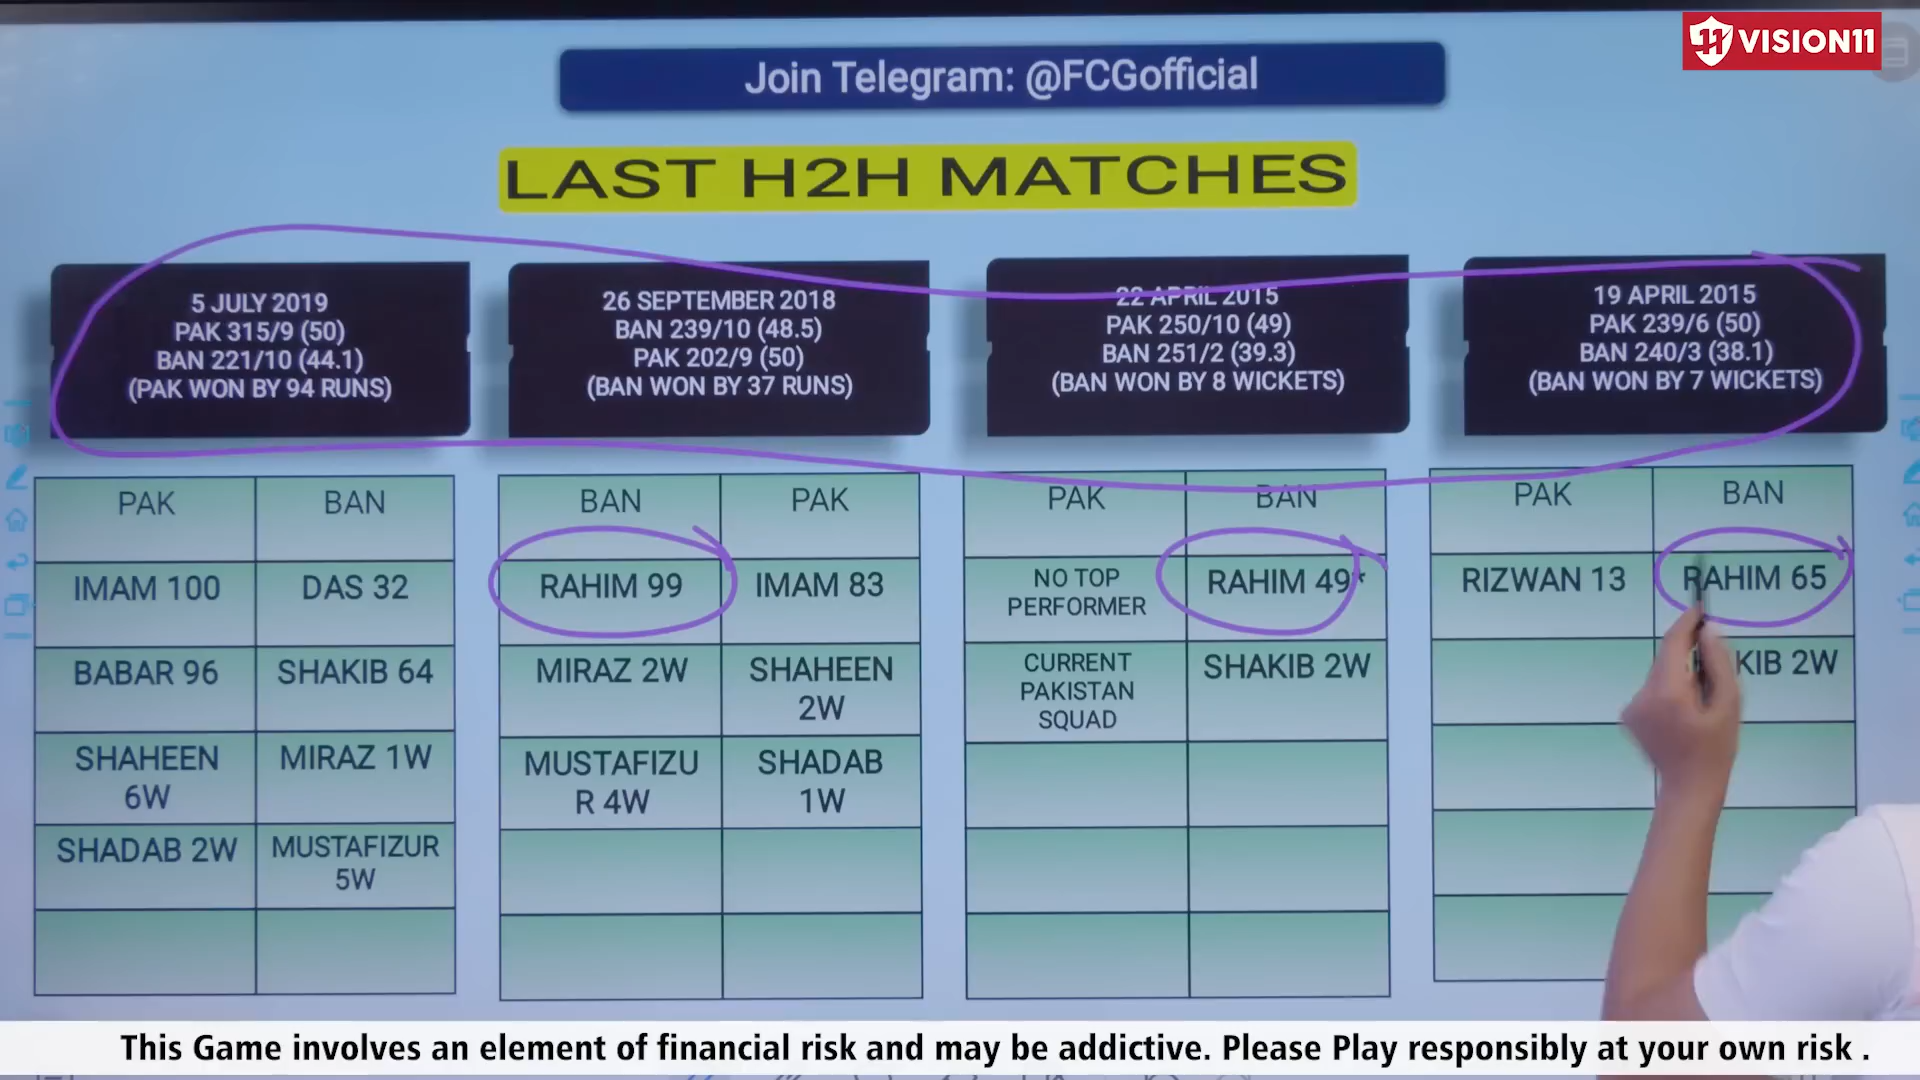 VISION11
Join Telegram: @FCGofficial
LAST H2H MATCHES
5 JULY 2019
PAK 315/9 (50)
BAN 221/10 (44.1)
(PAK WON BY 94 RUNS)
26 SEPTEMBER 2018
BAN 239/10 (48.5)
PAK 202/9 (50)
(BAN WON BY 37 RUNS)
22 APRIL 2015
PAK 250/10 (49)
BAN 251/2 (39.3)
(BAN WON BY 8 WICKETS)
19 APRIL 2015
PAK 239/6 (50)
BAN 240/3 (38.1)
(BAN WON BY 7 WICKETS)
PAK BAN
IMAM 100 DAS 32
BABAR 96 SHAKIB 64
SHAHEEN
6W
MIRAZ 1W
SHADAB 2W
MUSTAFIZUR
5W
BAN PAK
RAHIM 99 IMAM 83
MIRAZ 2W
SHAHEEN
2W
MUSTAFIZU
R 4W
SHADAB
1W
PAK BAN
NO TOP
PERFORMER
RAHIM 49*
CURRENT
PAKISTAN
SQUAD
SHAKIB 2W
PAK BAN
RIZWAN 13 RAHIM 65
2W
This Game involves an element of financial risk and may be addictive. Please Play responsibly at your own risk .